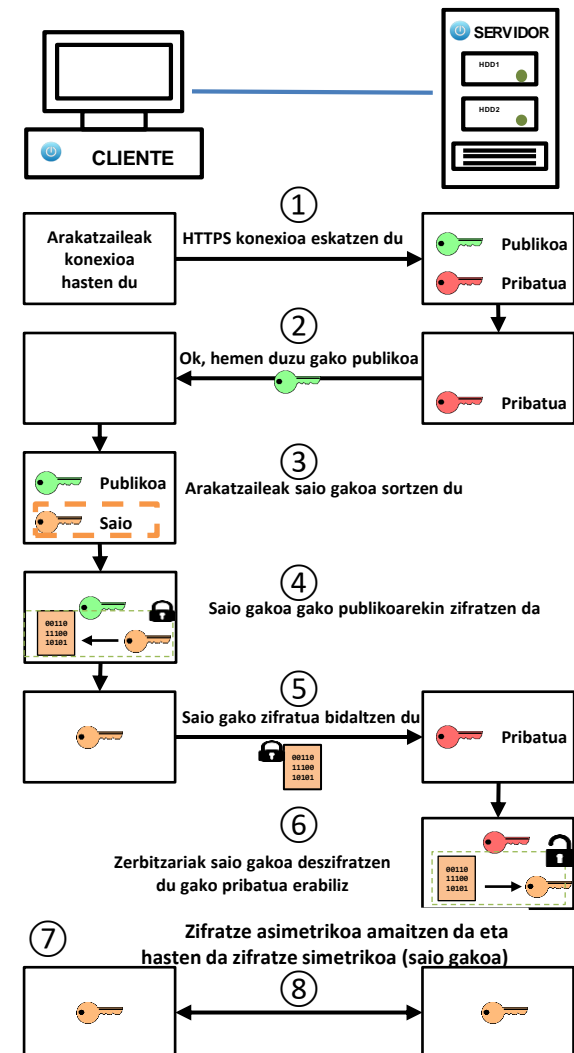 SERVIDOR
HDD1
HDD2
CLIENTE
1
Arakatzaileak
konexioa
hasten du
HTTPS konexioa eskatzen du
Publikoa
Pribatua
2
Ok, hemen duzu gako publikoa
Pribatua
3
Publikoa
Saio
Arakatzaileak saio gakoa sortzen du
4
Saio gakoa gako publikoarekin zifratzen da
00110
11100
10101
5
Saio gako zifratua bidaltzen du
Pribatua
00110
11100
10101
6
Zerbitzariak saio gakoa deszifratzen
du gako pribatua erabiliz
00110
11100
10101
7
Zifratze asimetrikoa amaitzen da eta
hasten da zifratze simetrikoa (saio gakoa)
8